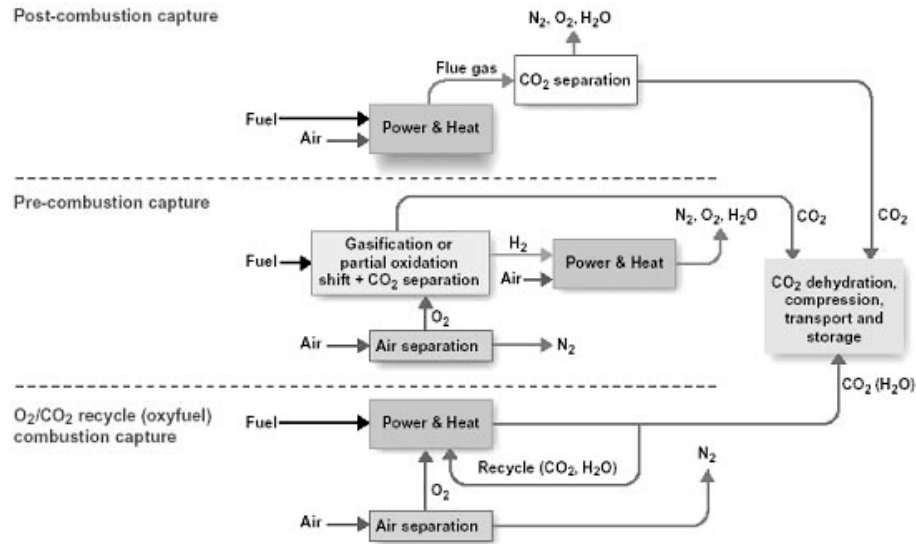 Post-combustion capture
N₂, O₂, H₂O
Flue gas
CO₂ separation
Fuel
Power & Heat
Air
CO₂
Pre-combustion capture
CO₂
N₂, O₂, H₂O
Fuel
Gasification or
partial oxidation
shift + CO₂ separation
H₂
Air
Power & Heat
CO₂ dehydration,
compression,
transport and
storage
O₂
Air
Air separation
N₂
CO₂ (H₂O)
O₂/CO₂ recycle (oxyfuel)
combustion capture
Fuel
Power & Heat
Recycle (CO₂, H₂O)
N₂
O₂
Air
Air separation